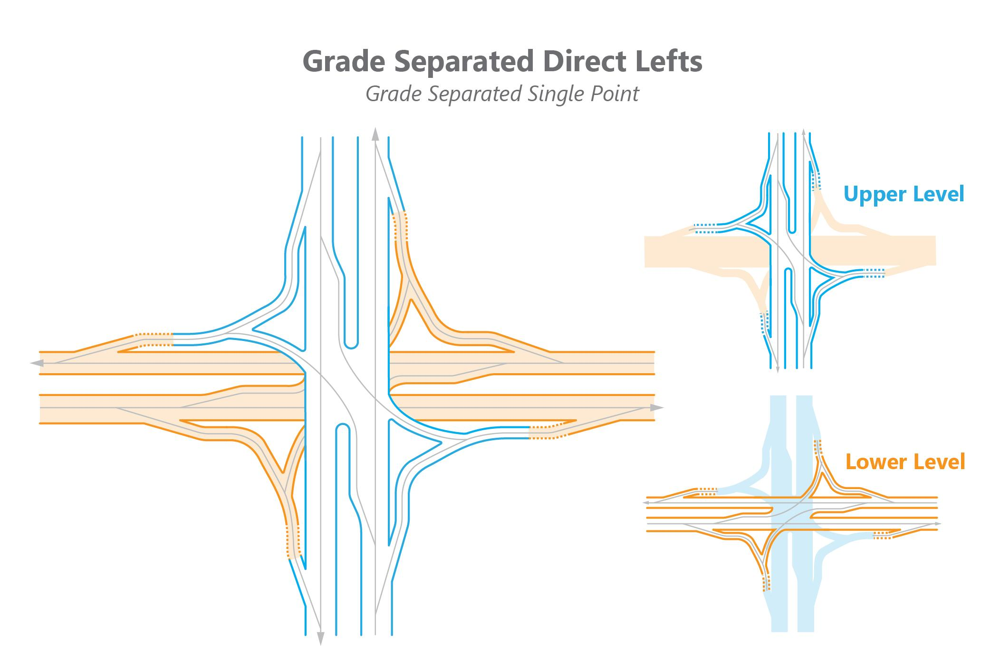 Grade Separated Direct Lefts
Grade Separated Single Point
Upper Level
Lower Level